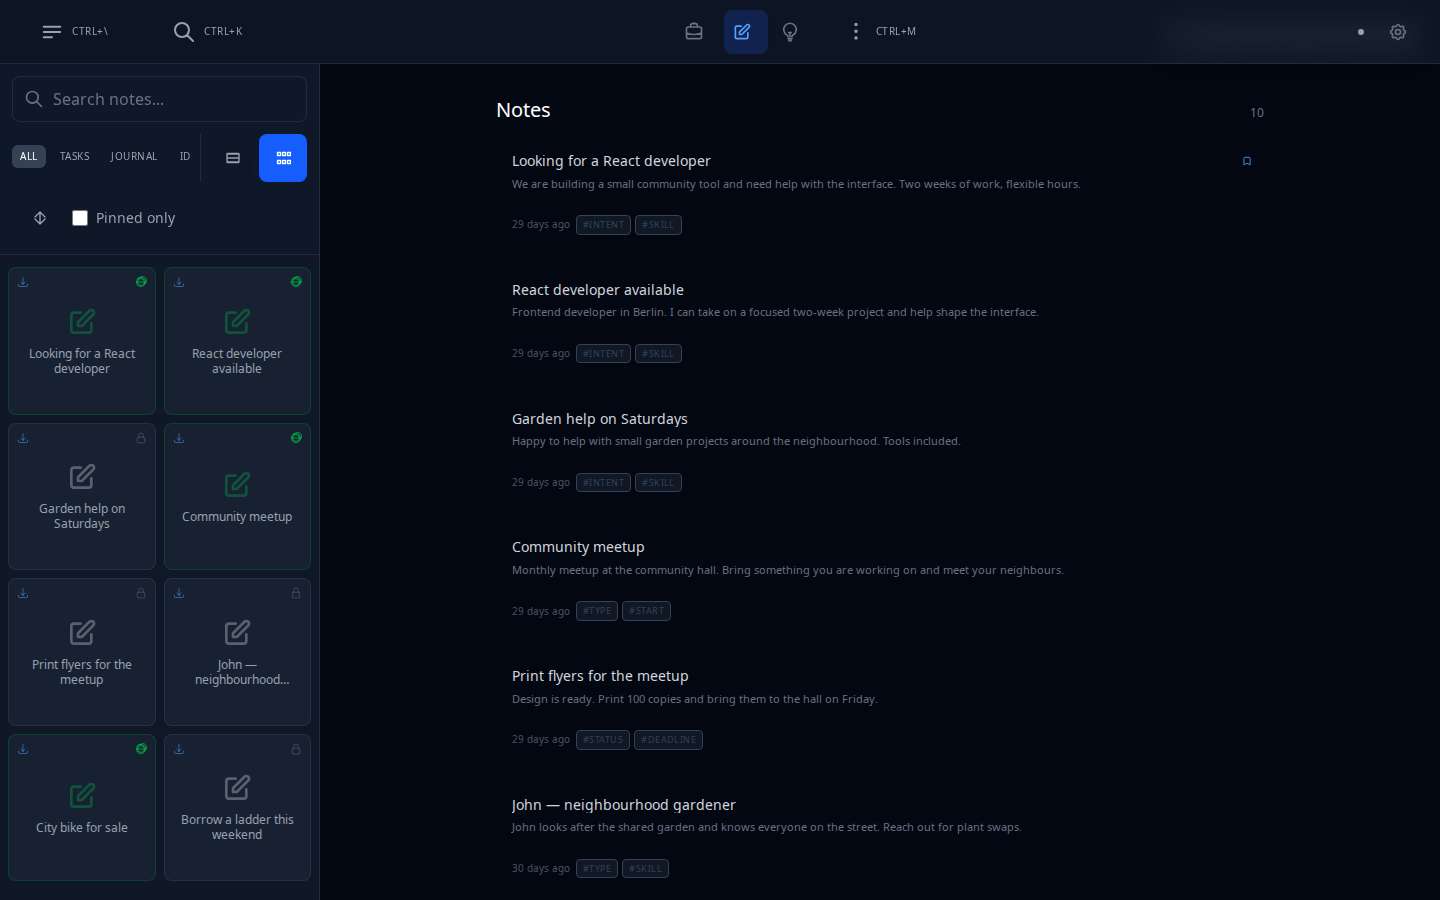 CTRL+\
CTRL+K
CTRL+M
Search notes...
ALL
TASKS
JOURNAL
ID
Pinned only
Looking for a React
developer
React developer
available
Garden help on
Saturdays
Community meetup
Print flyers for the
meetup
John —
neighbourhood...
City bike for sale
Borrow a ladder this
weekend
Notes
10
Looking for a React developer
We are building a small community tool and need help with the interface. Two weeks of work, flexible hours.
29 days ago #INTENT #SKILL
React developer available
Frontend developer in Berlin. I can take on a focused two-week project and help shape the interface.
29 days ago #INTENT #SKILL
Garden help on Saturdays
Happy to help with small garden projects around the neighbourhood. Tools included.
29 days ago #INTENT #SKILL
Community meetup
Monthly meetup at the community hall. Bring something you are working on and meet your neighbours.
29 days ago #TYPE #START
Print flyers for the meetup
Design is ready. Print 100 copies and bring them to the hall on Friday.
29 days ago #STATUS #DEADLINE
John — neighbourhood gardener
John looks after the shared garden and knows everyone on the street. Reach out for plant swaps.
30 days ago #TYPE #SKILL